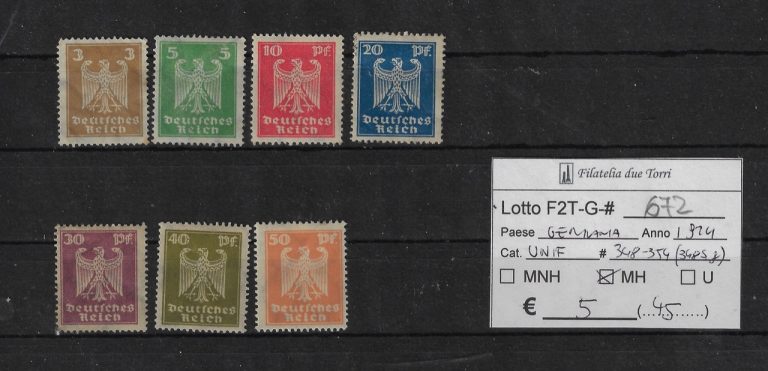 3 3
Deutsches
Reich
5 5
Deutsches
Reich
10 Pf.
Deutsches
Reich
20 Pf.
Deutsches
Reich
30 Pf.
Deutsches
Reich
40 Pf.
Deutsches
Reich
50 Pf.
Deutsches
Reich
Filatelia due Torri
Lotto F2T-G-# 672
Paese GERMANIA Anno 1924
Cat. UNIF # 348-354
MNH MH U
€ 5 (....45......)